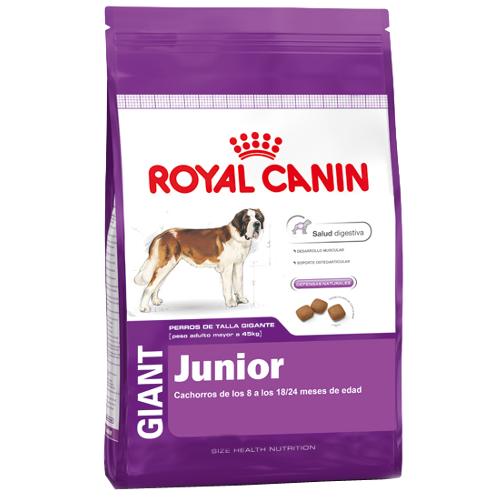 ROYAL CANIN
Salud digestiva
DESARROLLO MUSCULAR
SOPORTE OSTEOARTICULAR
DEFENSAS NATURALES
PERROS DE TALLA GIGANTE
[peso adulto mayor a 45kg]
GIANT
Junior
Cachorros de los 8 a los 18/24 meses de edad
SIZE HEALTH NUTRITION